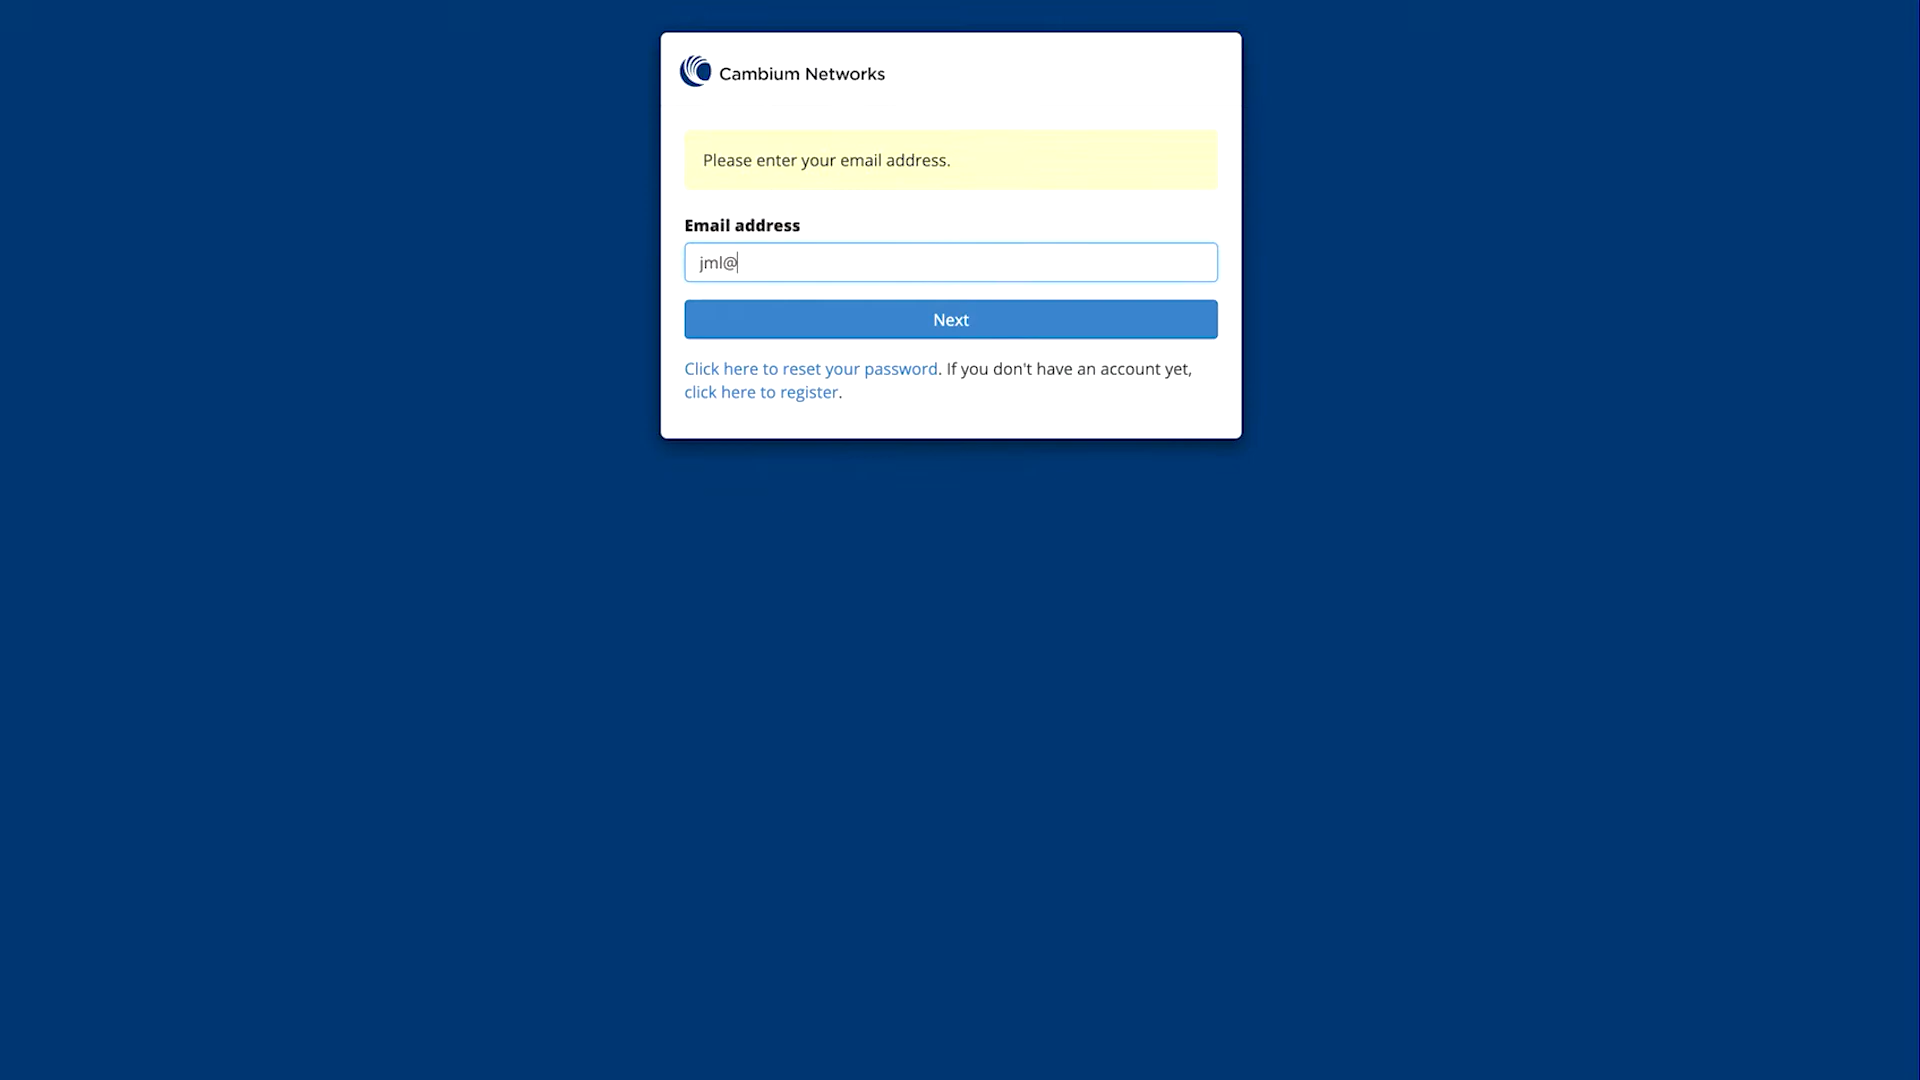 Cambium Networks
Please enter your email address.
Email address
jml@
Next
Click here to reset your password. If you don't have an account yet,
click here to register.